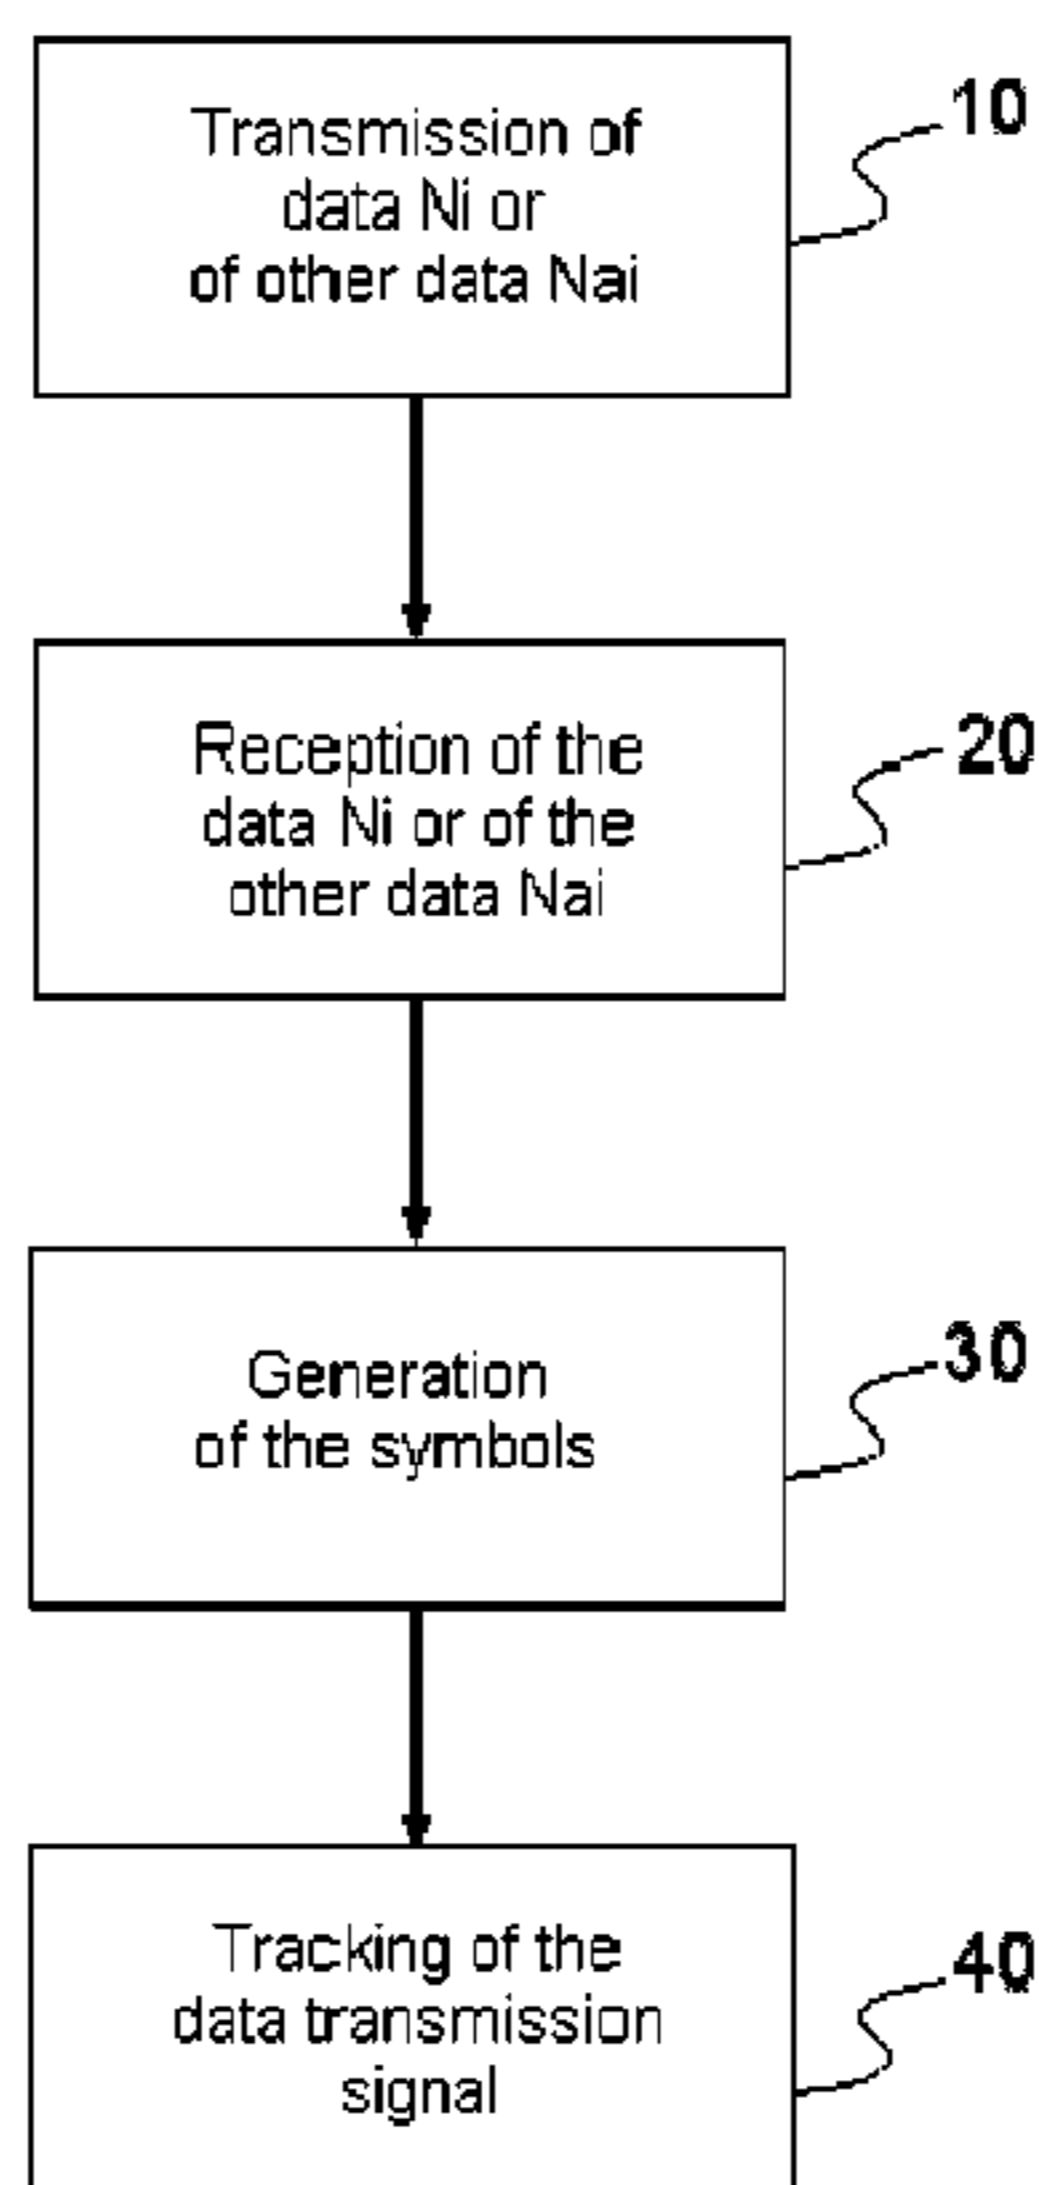 Transmission of
data Ni or
of other data Nai
10
Reception of the
data Ni or of the
other data Nai
20
Generation
of the symbols
30
Tracking of the
data transmission
signal
40